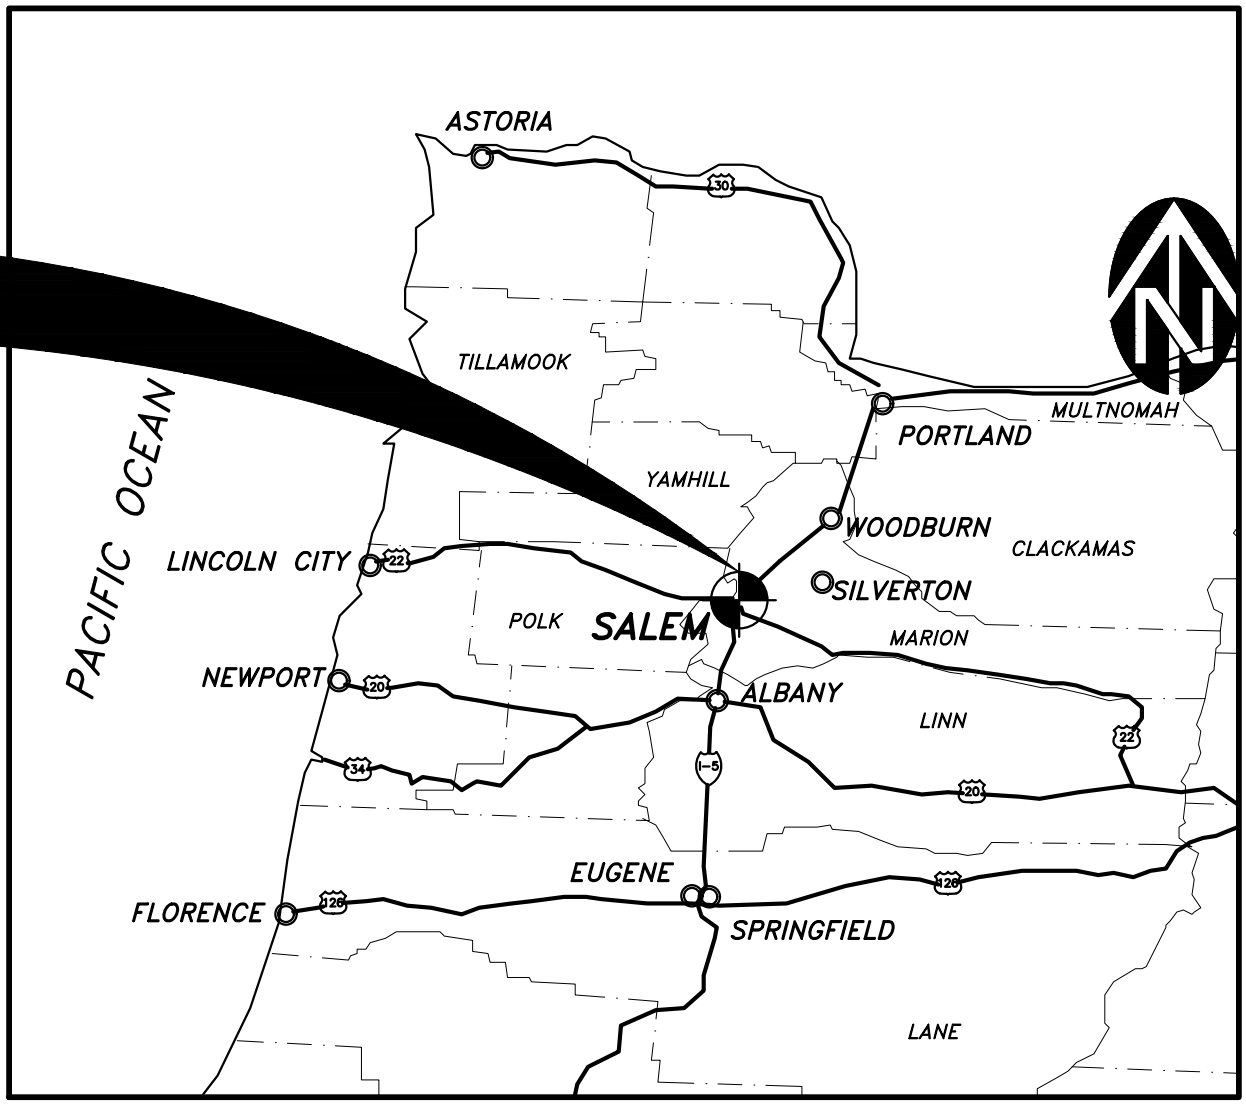 ASTORIA
30
N
TILLAMOOK
MULTNOMAH
PORTLAND
PACIFIC OCEAN
YAMHILL
WOODBURN
CLACKAMAS
LINCOLN CITY
22
SILVERTON
POLK
SALEM
MARION
NEWPORT
20
ALBANY
LINN
22
I-5
34
20
EUGENE
126
126
FLORENCE
SPRINGFIELD
LANE